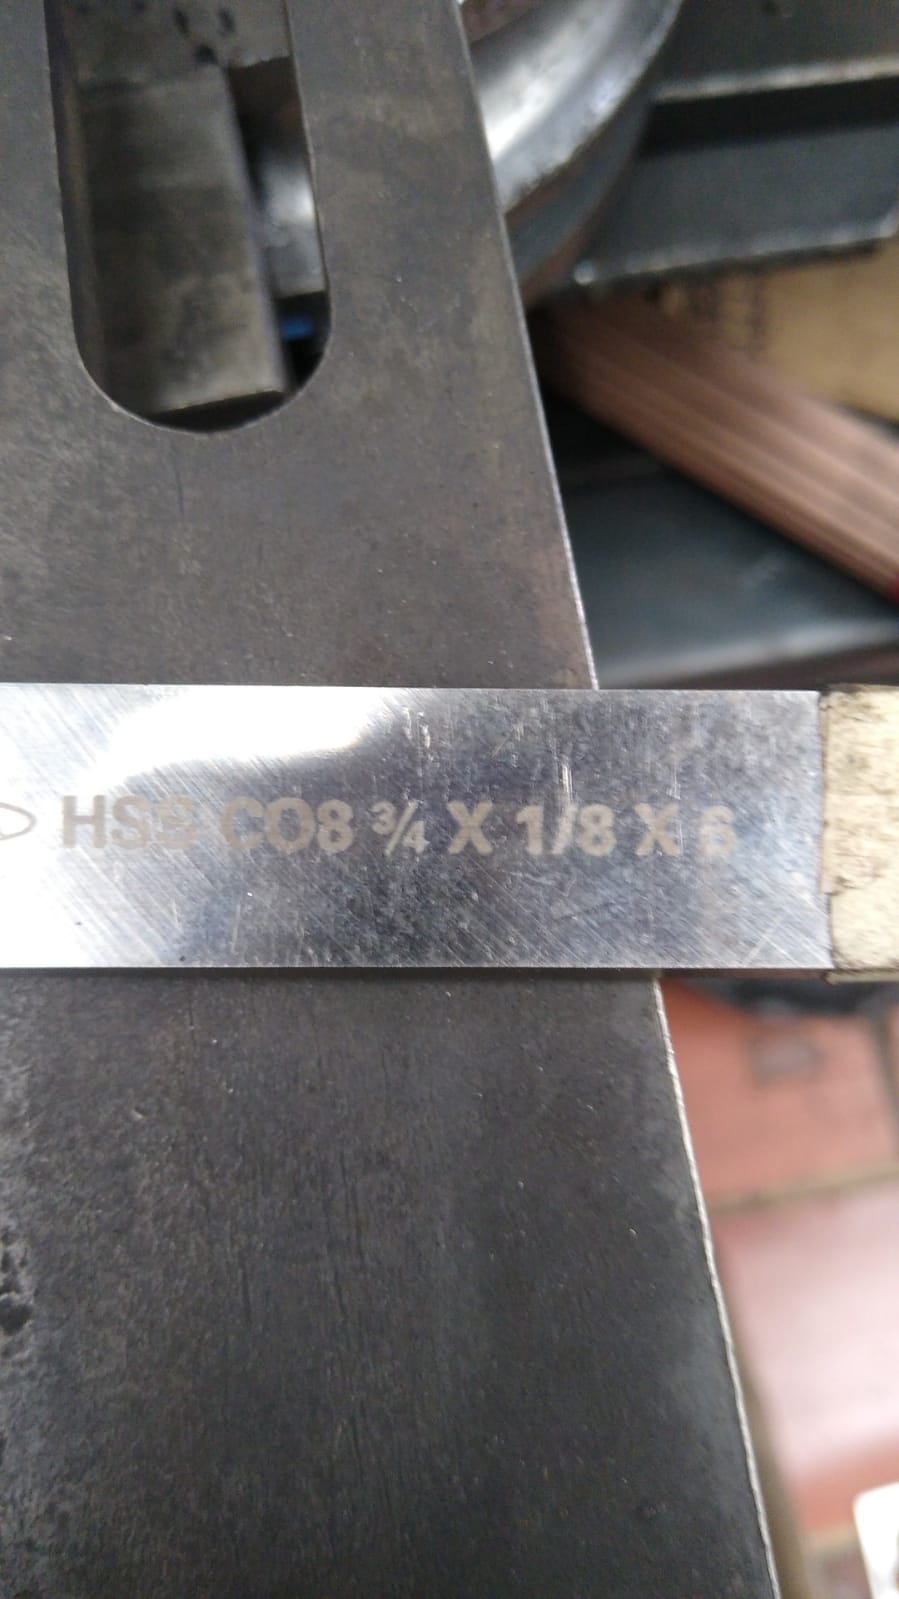 HSS CO8 ¾ X 1/8 X 6